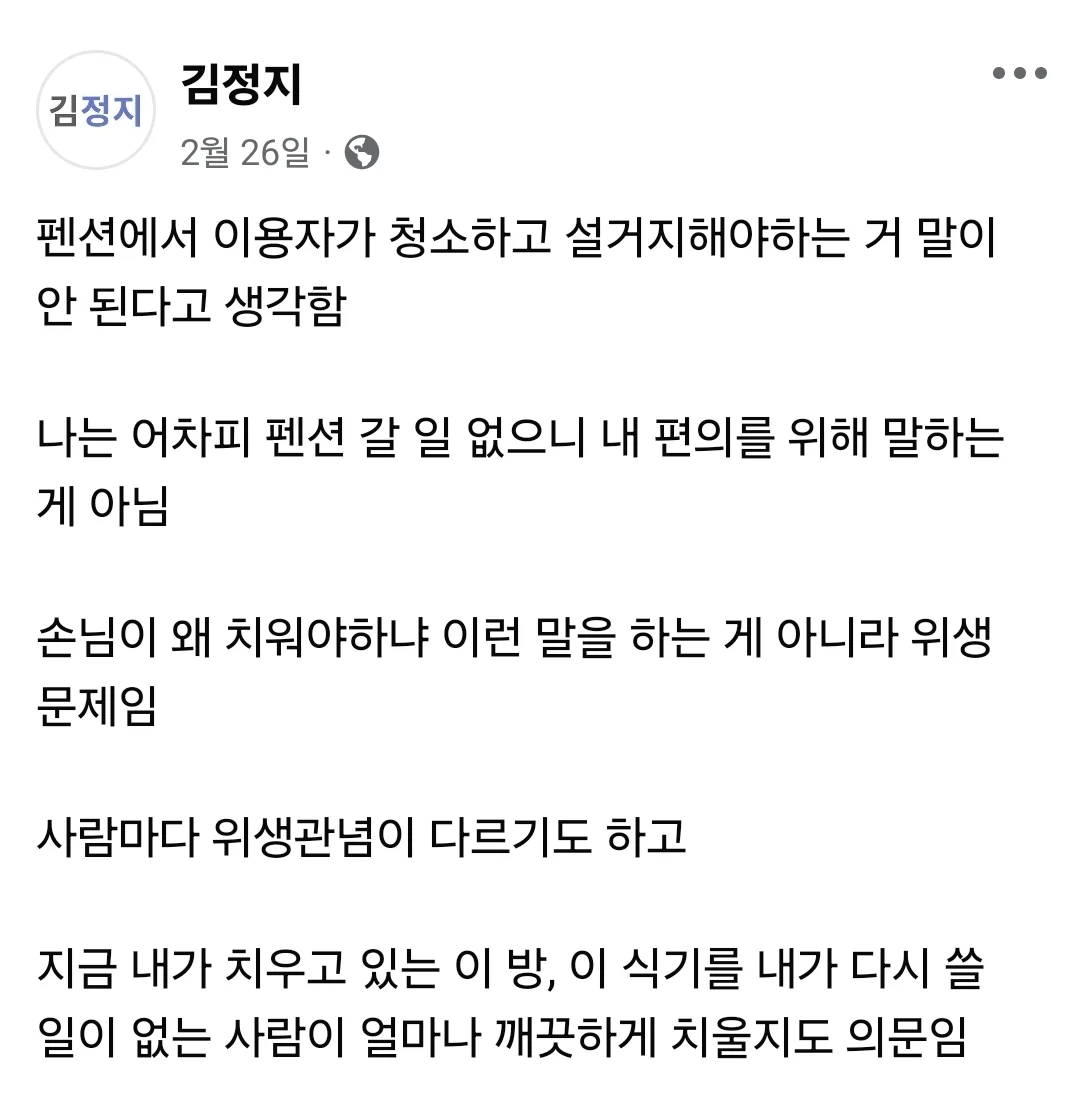 김정지
김정지
2월 26일 ·
펜션에서 이용자가 청소하고 설거지해야하는 거 말이
안 된다고 생각함
나는 어차피 펜션 갈 일 없으니 내 편의를 위해 말하는
게 아님
손님이 왜 치워야하냐 이런 말을 하는 게 아니라 위생
문제임
사람마다 위생관념이 다르기도 하고
지금 내가 치우고 있는 이 방, 이 식기를 내가 다시 쓸
일이 없는 사람이 얼마나 깨끗하게 치울지도 의문임